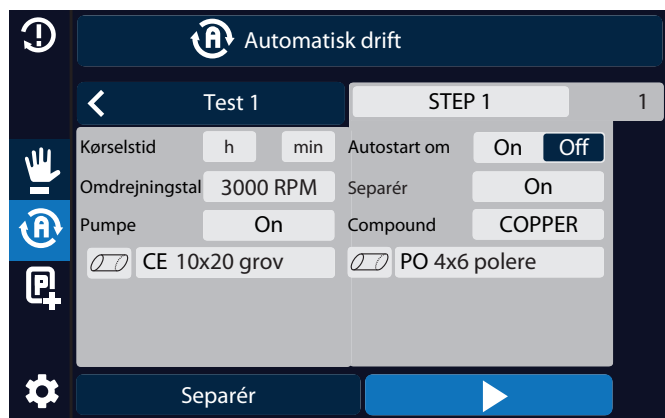 Automatisk drift
Test 1
STEP 1
1
Kørselstid h min
Autostart om On Off
Omdrejningstal 3000 RPM
Separér On
Pumpe On
Compound COPPER
CE 10x20 grov
PO 4x6 polere
Separér